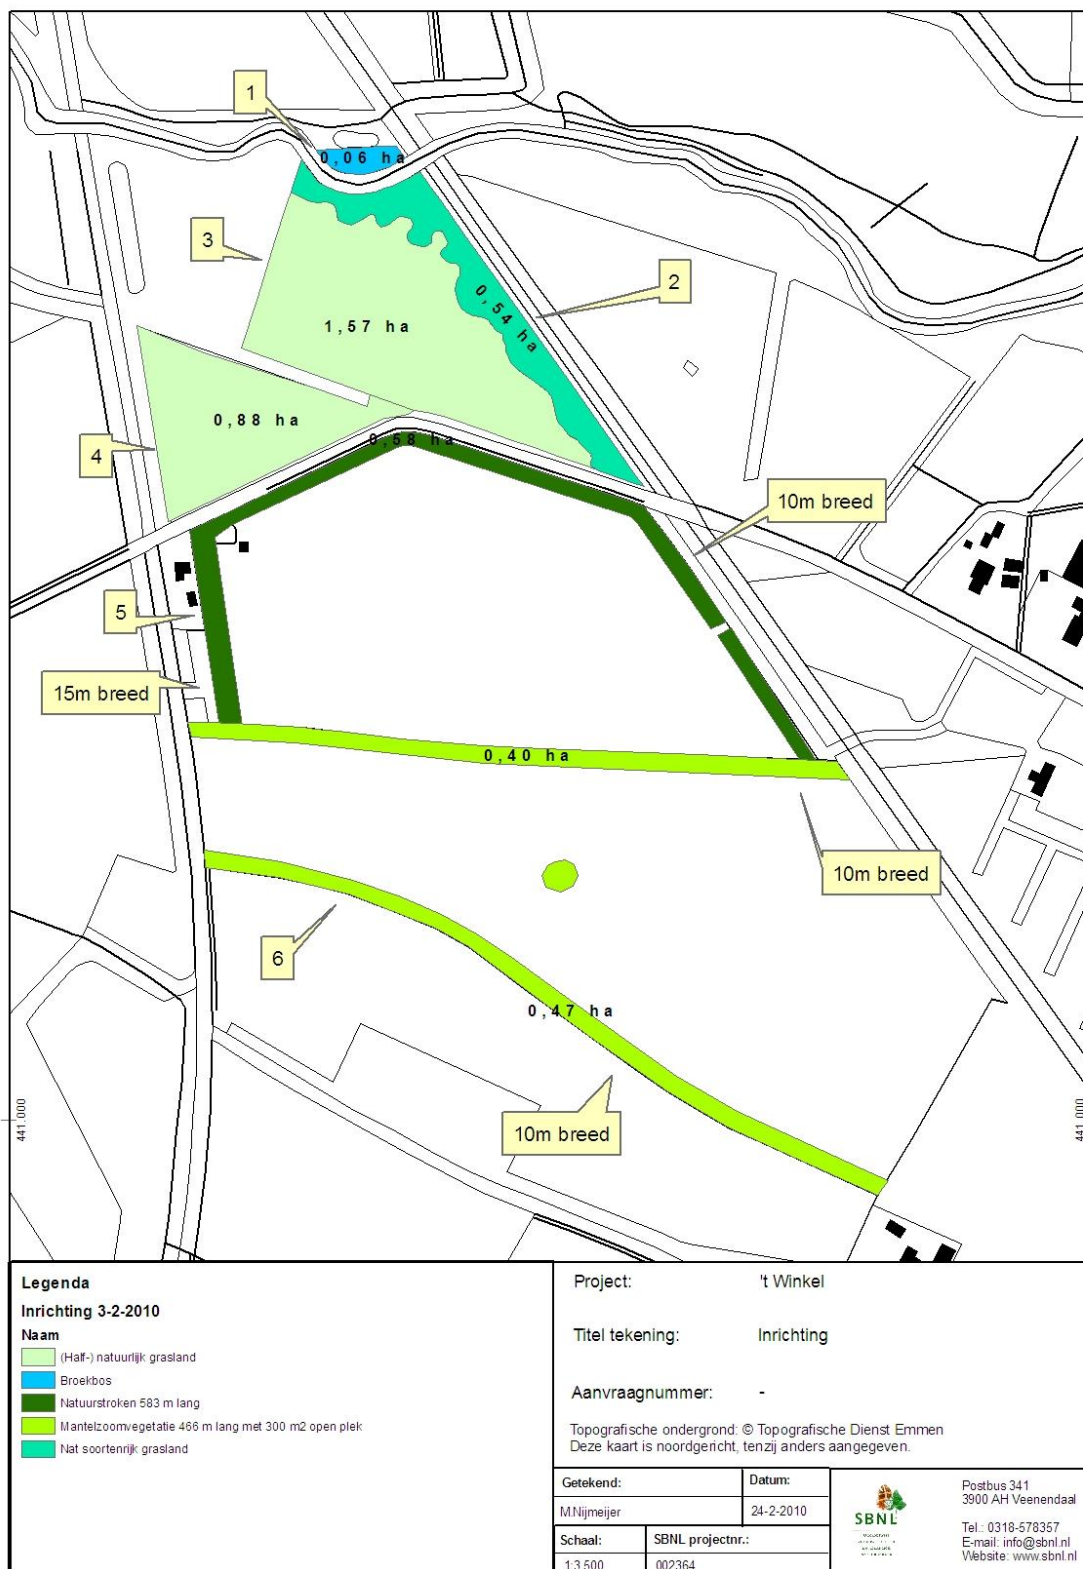 1
0,06 ha
3
2
0,54 ha
1,57 ha
0,88 ha
4
0,58 ha
10m breed
5
15m breed
0,40 ha
10m breed
6
0,47 ha
10m breed
441.000
441.000
Legenda
Inrichting 3-2-2010
Naam
(Half-) natuurlijk grasland
Broekbos
Natuurstroken 583 m lang
Mantelzoomvegetatie 466 m lang met 300 m2 open plek
Nat soortenrijk grasland
Project: 't Winkel
Titel tekening: Inrichting
Aanvraagnummer: -
Topografische ondergrond: © Topografische Dienst Emmen
Deze kaart is noordgericht, tenzij anders aangegeven.
Getekend: Datum:
M.Nijmeijer 24-2-2010
Schaal: SBNL projectnr.:
1:3.500 002364
SBNL
Postbus 341
3900 AH Veenendaal
Tel.: 0318-578357
E-mail: info@sbnl.nl
Website: www.sbnl.nl